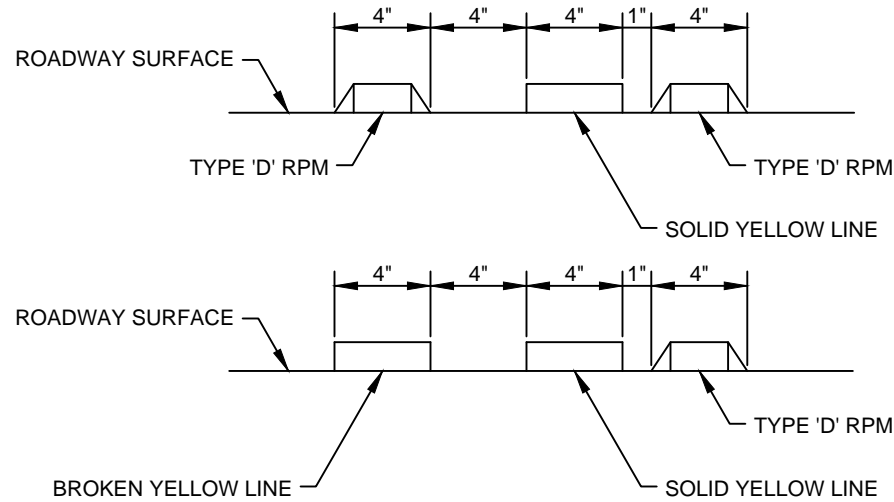 4" 4" 4" 1" 4"
ROADWAY SURFACE
TYPE 'D' RPM TYPE 'D' RPM
SOLID YELLOW LINE
4" 4" 4" 1" 4"
ROADWAY SURFACE
TYPE 'D' RPM
BROKEN YELLOW LINE SOLID YELLOW LINE